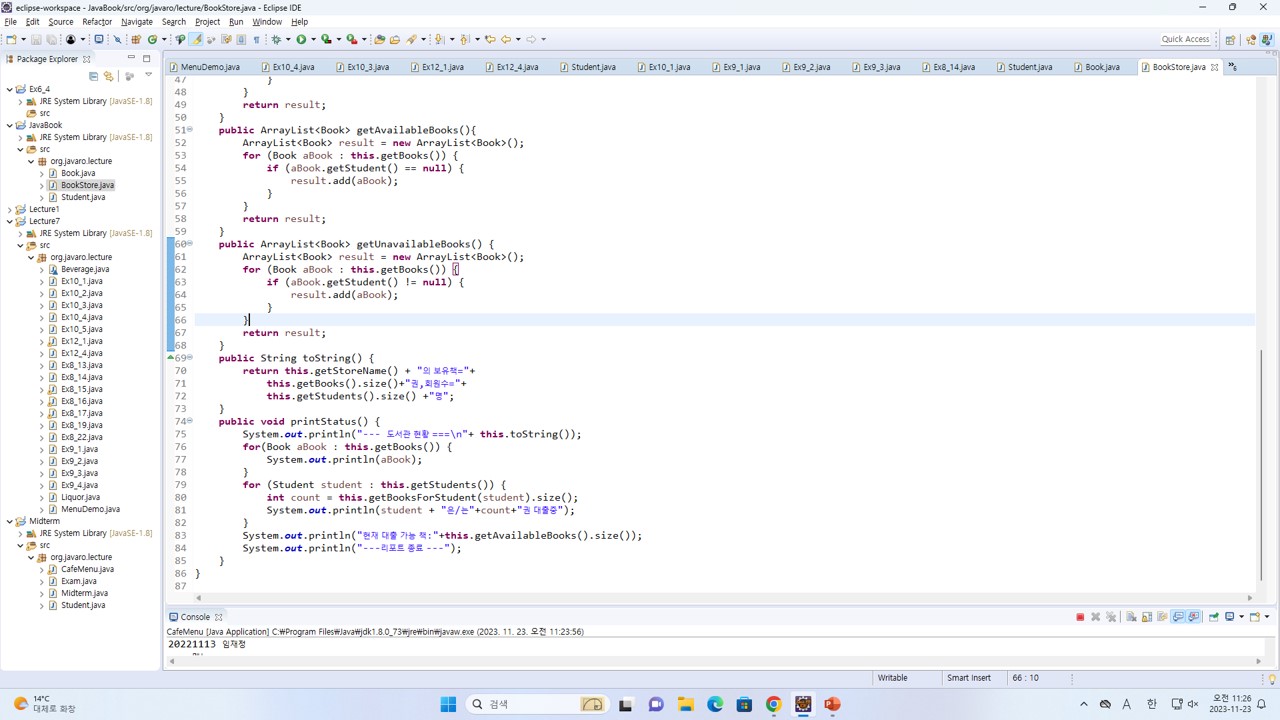 eclipse-workspace - JavaBook/src/org/javaro/lecture/BookStore.java - Eclipse IDE
File Edit Source Refactor Navigate Search Project Run Window Help
Quick Access
Package Explorer
MenuDemo.java Ex10_4.java Ex10_3.java Ex12_1.java Ex12_4.java Student.java Ex10_1.java Ex9_1.java Ex9_2.java Ex9_3.java Ex8_14.java Student.java Book.java BookStore.java
Ex6_4
JRE System Library [JavaSE-1.8]
src
JavaBook
JRE System Library [JavaSE-1.8]
src
org.javaro.lecture
Book.java
BookStore.java
Student.java
Lecture1
Lecture7
JRE System Library [JavaSE-1.8]
src
org.javaro.lecture
Beverage.java
Ex10_1.java
Ex10_2.java
Ex10_3.java
Ex10_4.java
Ex10_5.java
Ex12_1.java
Ex12_4.java
Ex8_13.java
Ex8_14.java
Ex8_15.java
Ex8_16.java
Ex8_17.java
Ex8_19.java
Ex8_22.java
Ex9_1.java
Ex9_2.java
Ex9_3.java
Ex9_4.java
Liquor.java
MenuDemo.java
Midterm
JRE System Library [JavaSE-1.8]
src
org.javaro.lecture
CafeMenu.java
Exam.java
Midterm.java
Student.java
47 }
48 }
49 return result;
50 }
51 public ArrayList<Book> getAvailableBooks(){
52 ArrayList<Book> result = new ArrayList<Book>();
53 for (Book aBook : this.getBooks()) {
54 if (aBook.getStudent() == null) {
55 result.add(aBook);
56 }
57 }
58 return result;
59 }
60 public ArrayList<Book> getUnavailableBooks() {
61 ArrayList<Book> result = new ArrayList<Book>();
62 for (Book aBook : this.getBooks()) {
63 if (aBook.getStudent() != null) {
64 result.add(aBook);
65 }
66 }
67 return result;
68 }
69 public String toString() {
70 return this.getStoreName() + "의 보유책="+
71 this.getBooks().size()+"권,회원수="+
72 this.getStudents().size() +"명";
73 }
74 public void printStatus() {
75 System.out.println("--- 도서관 현황 ===\n"+ this.toString());
76 for(Book aBook : this.getBooks()) {
77 System.out.println(aBook);
78 }
79 for (Student student : this.getStudents()) {
80 int count = this.getBooksForStudent(student).size();
81 System.out.println(student + "은/는"+count+"권 대출중");
82 }
83 System.out.println("현재 대출 가능 책:"+this.getAvailableBooks().size());
84 System.out.println("---리포트 종료 ---");
85 }
86 }
87
Console
CafeMenu [Java Application] C:₩Program Files₩Java₩jdk1.8.0_73₩jre₩bin₩javaw.exe (2023. 11. 23. 오전 11:23:56)
20221113 임재정
Writable Smart Insert 66 : 10
14°C
대체로 화창
검색
A 한
오전 11:26
2023-11-23